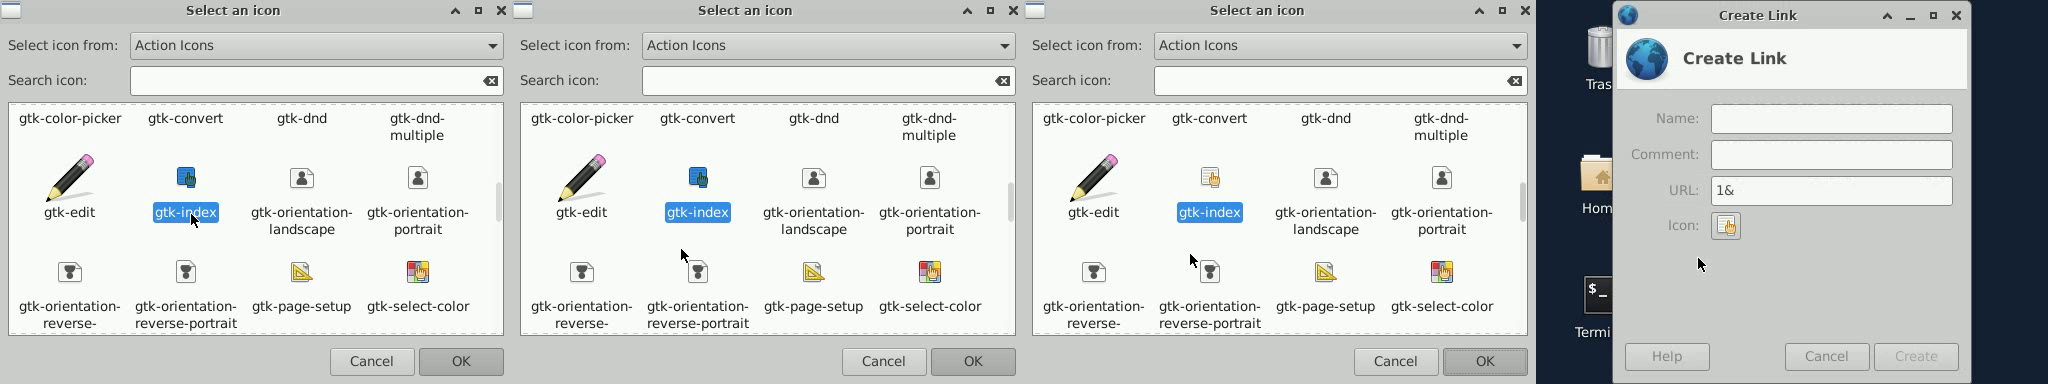 Select an icon
Select icon from: Action Icons
Search icon:
gtk-color-picker gtk-convert gtk-dnd gtk-dnd-
multiple
gtk-edit gtk-index gtk-orientation- gtk-orientation-
landscape portrait
gtk-orientation- gtk-orientation- gtk-page-setup gtk-select-color
reverse- reverse-portrait
Cancel OK
Select an icon
Select icon from: Action Icons
Search icon:
gtk-color-picker gtk-convert gtk-dnd gtk-dnd-
multiple
gtk-edit gtk-index gtk-orientation- gtk-orientation-
landscape portrait
gtk-orientation- gtk-orientation- gtk-page-setup gtk-select-color
reverse- reverse-portrait
Cancel OK
Select an icon
Select icon from: Action Icons
Search icon:
gtk-color-picker gtk-convert gtk-dnd gtk-dnd-
multiple
gtk-edit gtk-index gtk-orientation- gtk-orientation-
landscape portrait
gtk-orientation- gtk-orientation- gtk-page-setup gtk-select-color
reverse- reverse-portrait
Cancel OK
Tras
Hom
$_
Termi
Create Link
Create Link
Name:
Comment:
URL: 1&
Icon:
Help Cancel Create